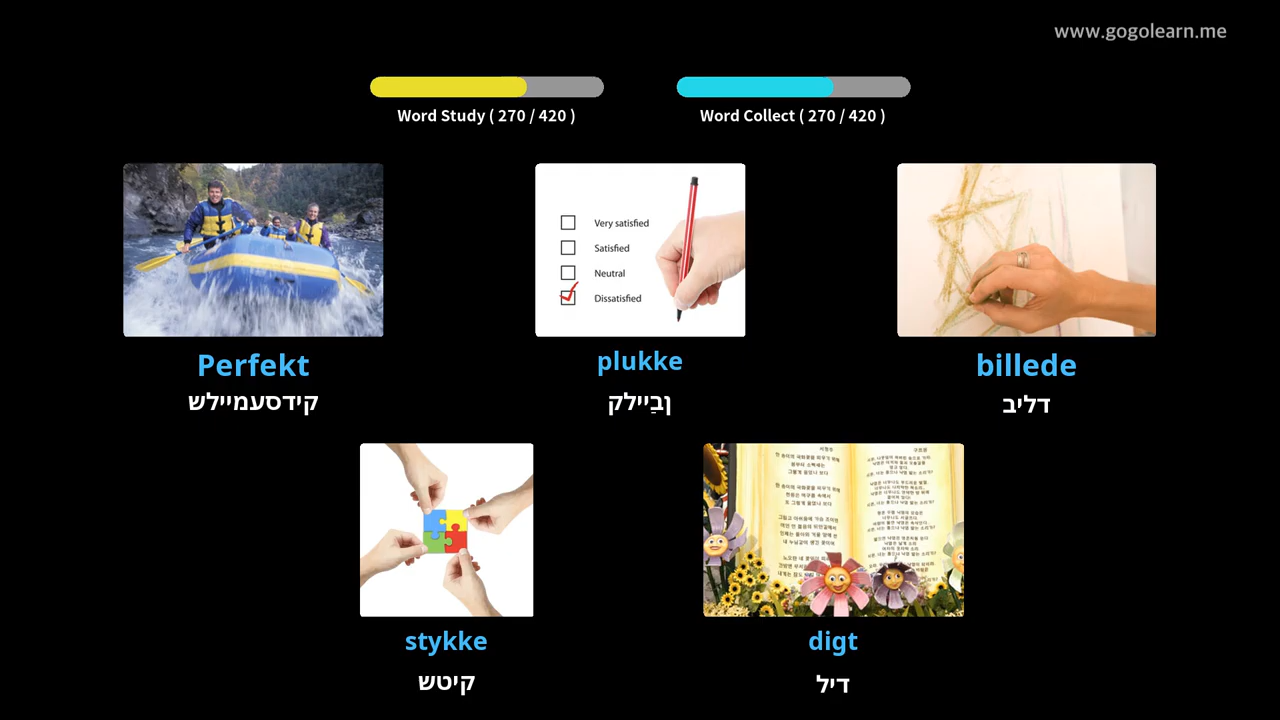 www.gogolearn.me
Word Study ( 270 / 420 )
Word Collect ( 270 / 420 )
Very satisfied
Satisfied
Neutral
Dissatisfied
Perfekt
קידסעמיילש
plukke
ןבַיילק
billede
דליב
stykke
קיטש
digt
דיל